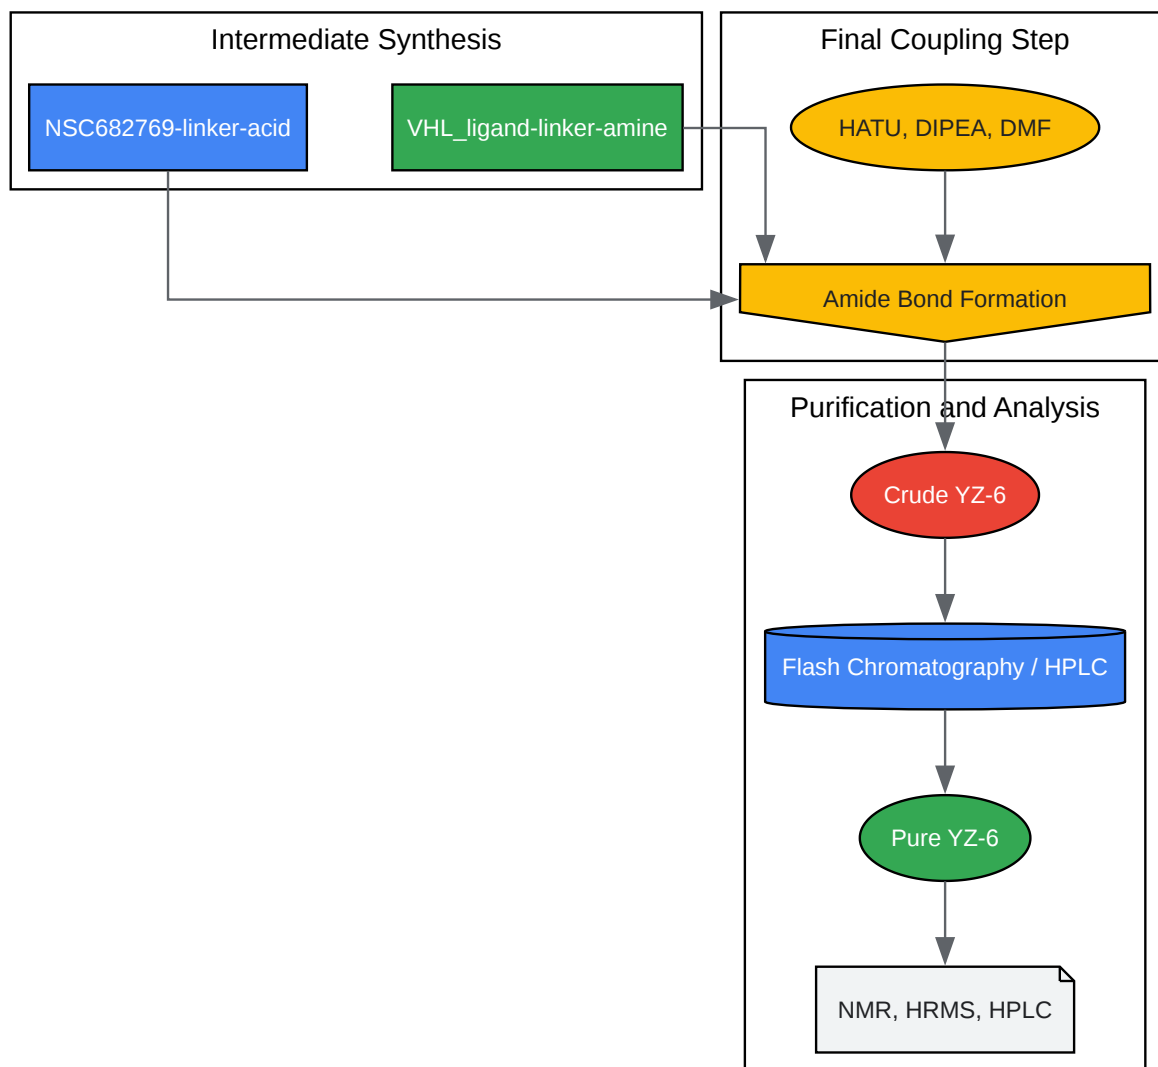 Intermediate Synthesis
NSC682769-linker-acid
VHL_ligand-linker-amine
Final Coupling Step
HATU, DIPEA, DMF
Amide Bond Formation
Purification and Analysis
Crude YZ-6
Flash Chromatography / HPLC
Pure YZ-6
NMR, HRMS, HPLC